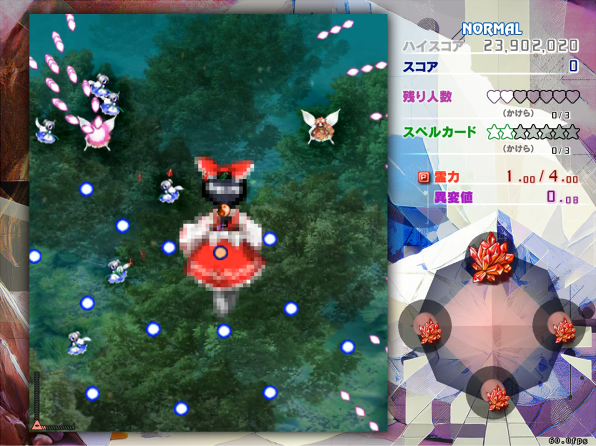 NORMAL
ハイスコア 23,902,020
スコア 0
残り人数
(かけら) 0/3
スペルカード
(かけら) 0/3
P 霊力 1.00/4.00
異変値 0.08
60.0fps